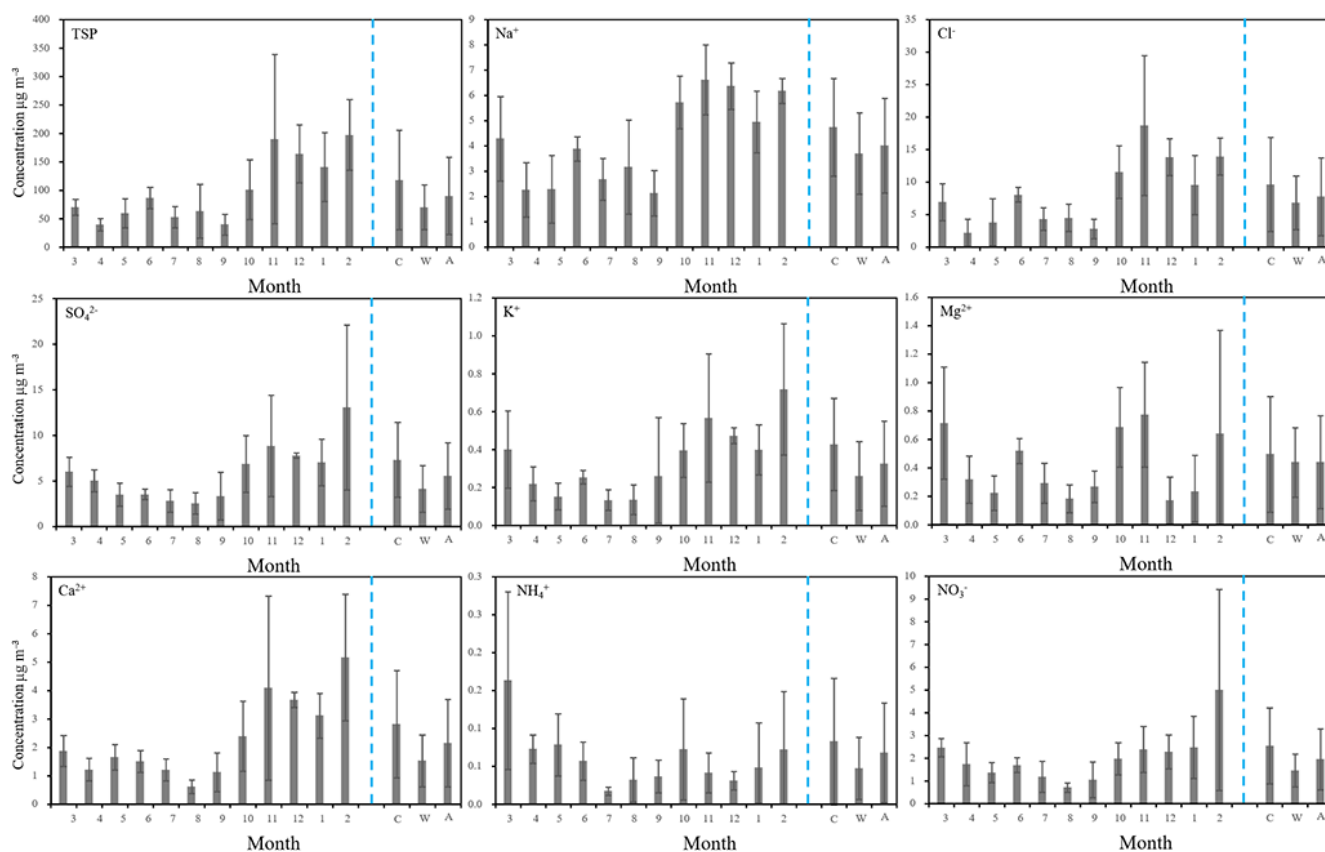 TSP
Concentration µg m⁻³
400
350
300
250
200
150
100
50
0
3 4 5 6 7 8 9 10 11 12 1 2 C W A
Month
Na⁺
9
8
7
6
5
4
3
2
1
0
3 4 5 6 7 8 9 10 11 12 1 2 C W A
Month
Cl⁻
35
30
25
20
15
10
5
0
3 4 5 6 7 8 9 10 11 12 1 2 C W A
Month
SO₄²⁻
Concentration µg m⁻³
25
20
15
10
5
0
3 4 5 6 7 8 9 10 11 12 1 2 C W A
Month
K⁺
1.2
1.0
0.8
0.6
0.4
0.2
0.0
3 4 5 6 7 8 9 10 11 12 1 2 C W A
Month
Mg²⁺
1.6
1.4
1.2
1.0
0.8
0.6
0.4
0.2
0.0
3 4 5 6 7 8 9 10 11 12 1 2 C W A
Month
Ca²⁺
Concentration µg m⁻³
8
7
6
5
4
3
2
1
0
3 4 5 6 7 8 9 10 11 12 1 2 C W A
Month
NH₄⁺
0.3
0.3
0.2
0.2
0.1
0.1
0.0
3 4 5 6 7 8 9 10 11 12 1 2 C W A
Month
NO₃⁻
10
9
8
7
6
5
4
3
2
1
0
3 4 5 6 7 8 9 10 11 12 1 2 C W A
Month